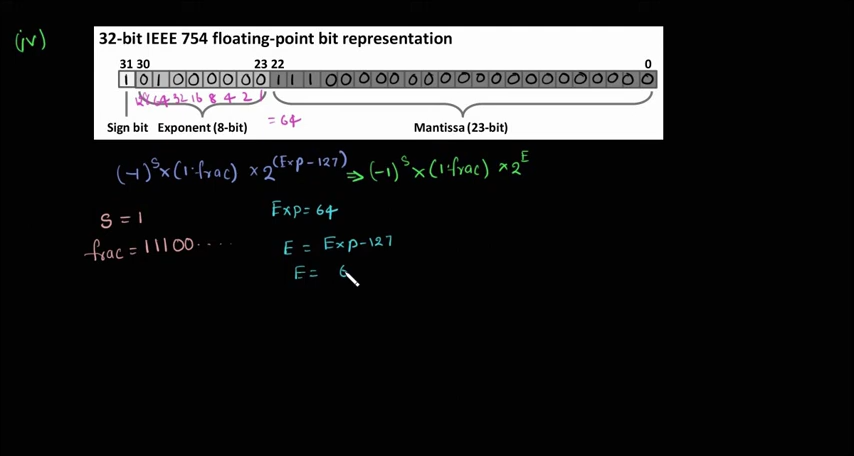 (iv)
32-bit IEEE 754 floating-point bit representation
31 30 23 22 0
1 0 1 0 0 0 0 0 0 1 1 1 0 0 0 0 0 0 0 0 0 0 0 0 0 0 0 0 0 0 0 0
128 64 32 16 8 4 2 1
= 64
Sign bit Exponent (8-bit) Mantissa (23-bit)
(-1)^S × (1·frac) × 2^(Exp-127) ⇒ (-1)^S × (1·frac) × 2^E
S = 1 Exp = 64
frac = 11100......
E = Exp-127
E = 6